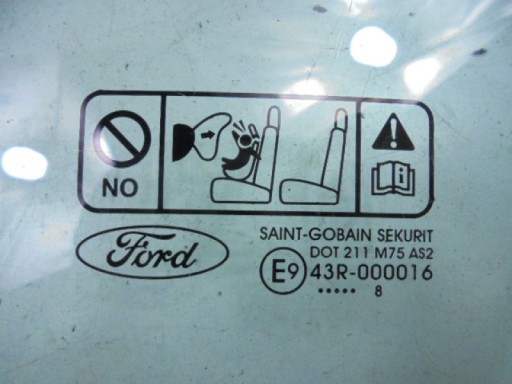 NO
Ford
SAINT-GOBAIN SEKURIT
DOT 211 M75 AS2
E9 43R-000016
..... 8